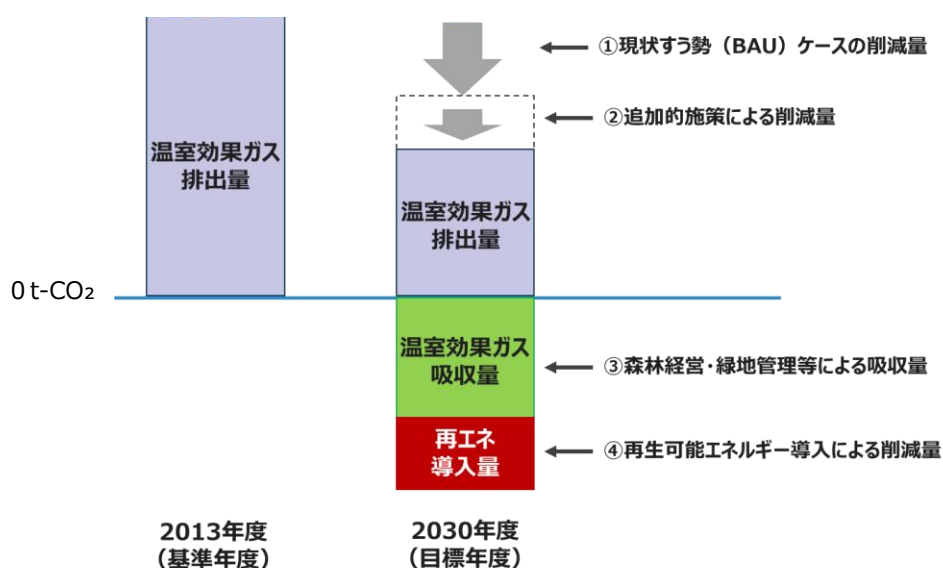 ①現状すう勢（BAU）ケースの削減量
②追加的施策による削減量
温室効果ガス
排出量
温室効果ガス
排出量
0 t-CO₂
温室効果ガス
吸収量
③森林経営・緑地管理等による吸収量
再エネ
導入量
④再生可能エネルギー導入による削減量
2013年度
（基準年度）
2030年度
（目標年度）